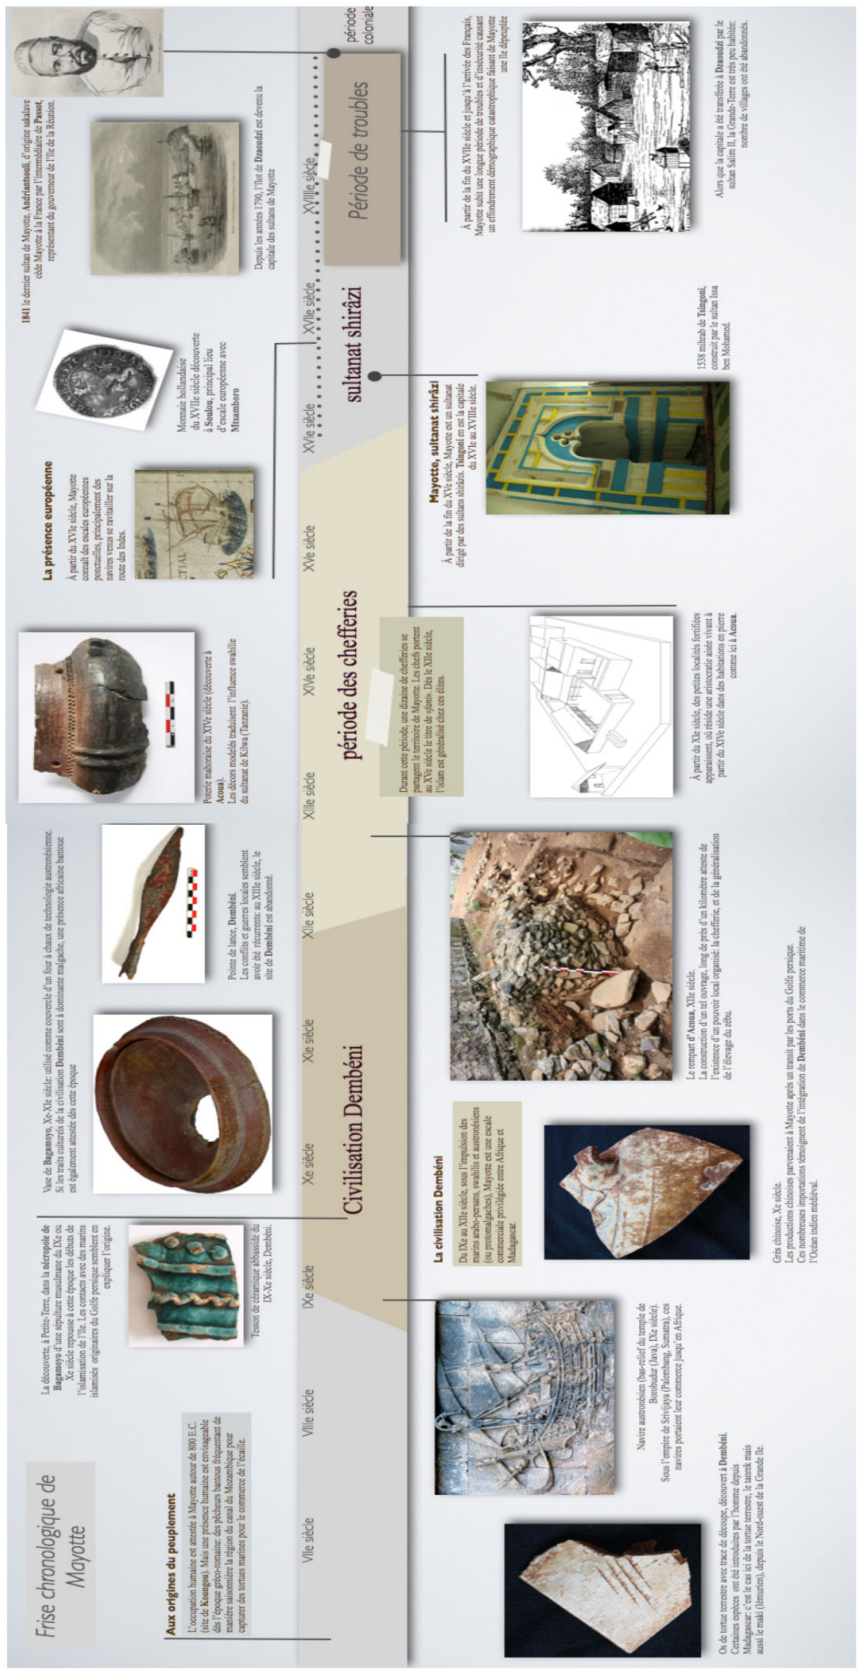 Frise chronologique de
Mayotte
Aux origines du peuplement
L'occupation humaine est attestée à Mayotte autour de 800 E.C.
(site de Koungou). Mais une présence humaine est envisageable
dès l'époque gréco-romaine: des pêcheurs bantous fréquentant de
manière saisonnière la région du canal du Mozambique pour
capturer des tortues marines pour le commerce de l'écaille.
La découverte, à Petite-Terre, dans la nécropole de
Bagamoyo d'une sépulture musulmane du IXe ou
Xe siècle repousse à cette époque les débuts de
l'islamisation de l'île. Les contacts avec des marins
islamisés originaires du Golfe persique semblent en
expliquer l'origine.
Tesson de céramique abbasside du
IX-Xe siècle, Dembéni.
Vase de Bagamoyo, Xe-XIe siècle: utilisé comme couvercle d'un four à chaux de technologie austronésienne.
Si les traits culturels de la civilisation Dembéni sont à dominante malgache, une présence africaine bantoue
est également attestée dès cette époque
Pointe de lance, Dembéni.
Les conflits et guerres locales semblent
avoir été récurrents: au XIIIe siècle, le
site de Dembéni est abandonné.
Poterie mahoraise du XIVe siècle (découverte à
Acoua).
Les décors modelés traduisent l'influence swahilie
du sultanat de Kilwa (Tanzanie).
La présence européenne
À partir du XVIe siècle, Mayotte
connaît des escales européennes
ponctuelles, principalement des
navires venus se ravitailler sur la
route des Indes.
Monnaie hollandaise
du XVIIe siècle découverte
à Soulou, principal lieu
d'escale européenne avec
Mtsamboro
1841 le dernier sultan de Mayotte, Andriantsouli, d'origine sakalave
cède Mayotte à la France par l'intermédiaire de Passot,
représentant du gouverneur de l'île de la Réunion.
Depuis les années 1790, l'îlot de Dzaoudzi est devenu la
capitale des sultans de Mayotte
VIIe siècle
VIIIe siècle
IXe siècle
Xe siècle
XIe siècle
XIIe siècle
XIIIe siècle
XIVe siècle
XVe siècle
XVIe siècle
XVIIe siècle
XVIIIe siècle
période
coloniale
Civilisation Dembéni
période des chefferies
sultanat shirâzi
Période de troubles
Durant cette période, une dizaine de chefferies se
partagent le territoire de Mayotte. Les chefs portent
au XVe siècle le titre de «fani». Dès le XIIe siècle,
l'islam est généralisé chez ces élites.
Os de tortue terrestre avec trace de découpe, découvert à Dembéni.
Certaines espèces ont été introduites par l'homme depuis
Madagascar: c'est le cas ici de la tortue terrestre, le tanrek mais
aussi le maki (lémurien), depuis le Nord-ouest de la Grande île.
Navire austronésien (bas-relief du temple de
Borobudur (Java), IXe siècle).
Sous l'empire de Srivijaya (Palembang, Sumatra), ces
navires portaient leur commerce jusqu'en Afrique.
La civilisation Dembéni
Du IXe au XIIe siècle, sous l'impulsion des
marins arabo-persans, swahilis et austronésiens
(ou protomalgaches), Mayotte est une escale
commerciale privilégiée entre Afrique et
Madagascar.
Grès chinoise, Xe siècle.
Les productions chinoises parvenaient à Mayotte après un transit par les ports du Golfe persique.
Ces nombreuses importations témoignent de l'intégration de Dembéni dans le commerce maritime de
l'Océan indien médiéval.
Le rempart d'Acoua, XIIe siècle.
La construction d'un tel ouvrage, long de près d'un kilomètre atteste de
l'existence d'un pouvoir local organisé: la chefferie, et de la généralisation
de l'élevage du zébu.
À partir du XIe siècle, des petites localités fortifiées
apparaissent, où réside une aristocratie aisée vivant à
partir du XIVe siècle dans des habitations en pierre
comme ici à Acoua.
Mayotte, sultanat shirâzi
À partir de la fin du XVe siècle, Mayotte est un sultanat
dirigé par des sultans shirâzis. Tsingoni en est la capitale
du XVIe au XVIIIe siècle.
1538 mihrab de Tsingoni,
construit par le sultan Issa
ben Mohamed.
À partir de la fin du XVIIe siècle et jusqu'à l'arrivée des Français,
Mayotte subit une longue période de troubles et d'insécurité causant
un effondrement démographique catastrophique faisant de Mayotte
une île dépeuplée
Alors que la capitale a été transférée à Dzaoudzi par le
sultan Salim II, la Grande-Terre est très peu habitée:
nombre de villages ont été abandonnés.